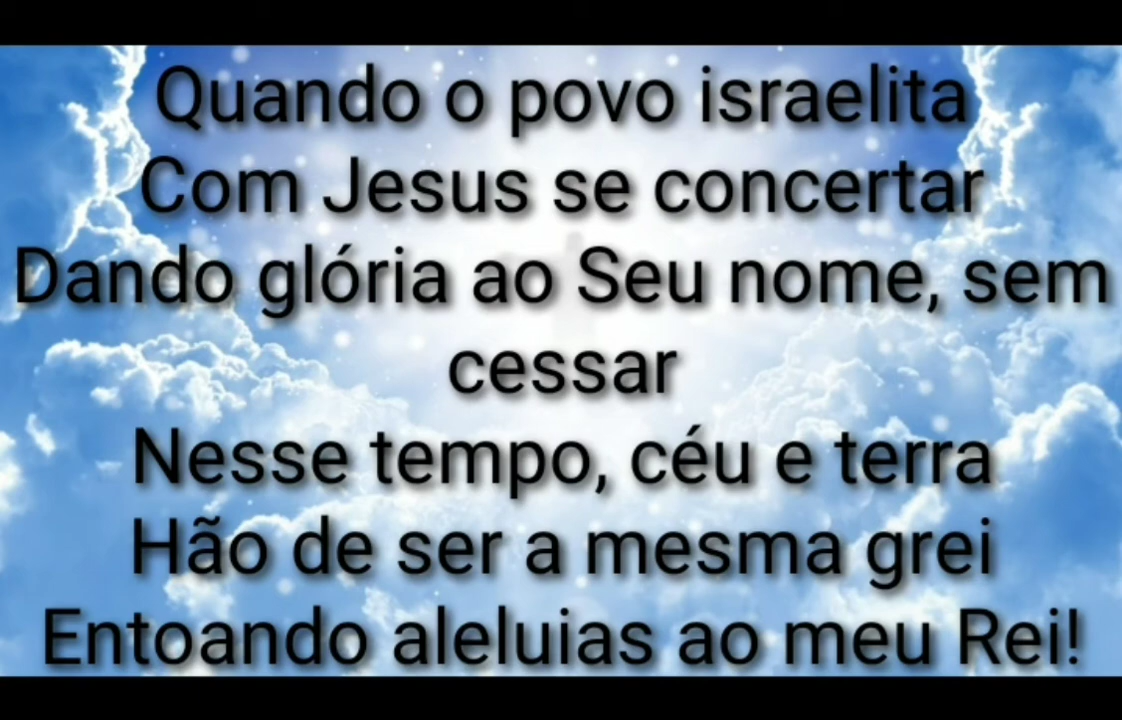 Quando o povo israelita
Com Jesus se concertar
Dando glória ao Seu nome, sem
cessar
Nesse tempo, céu e terra
Hão de ser a mesma grei
Entoando aleluias ao meu Rei!